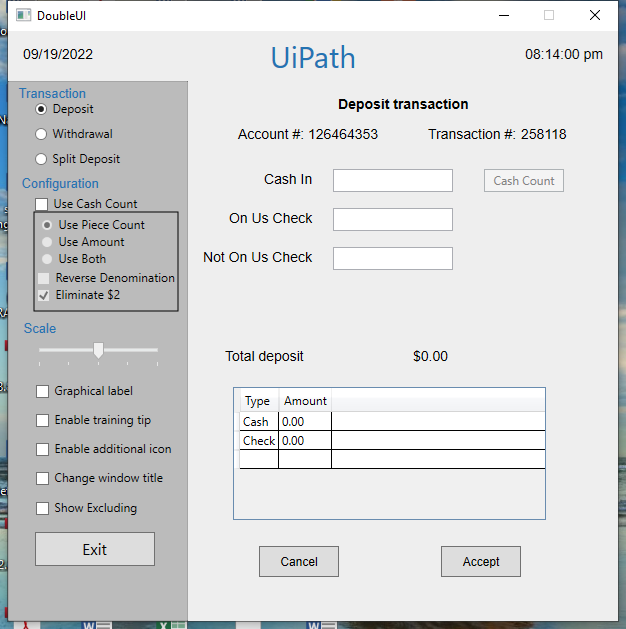 DoubleUI
09/19/2022
UiPath
08:14:00 pm
Transaction
Deposit
Withdrawal
Split Deposit
Configuration
Use Cash Count
Use Piece Count
Use Amount
Use Both
Reverse Denomination
Eliminate $2
Scale
Graphical label
Enable training tip
Enable additional icon
Change window title
Show Excluding
Exit
Deposit transaction
Account #: 126464353 Transaction #: 258118
Cash In
Cash Count
On Us Check
Not On Us Check
Total deposit $0.00
Type Amount
Cash 0.00
Check 0.00
Cancel Accept